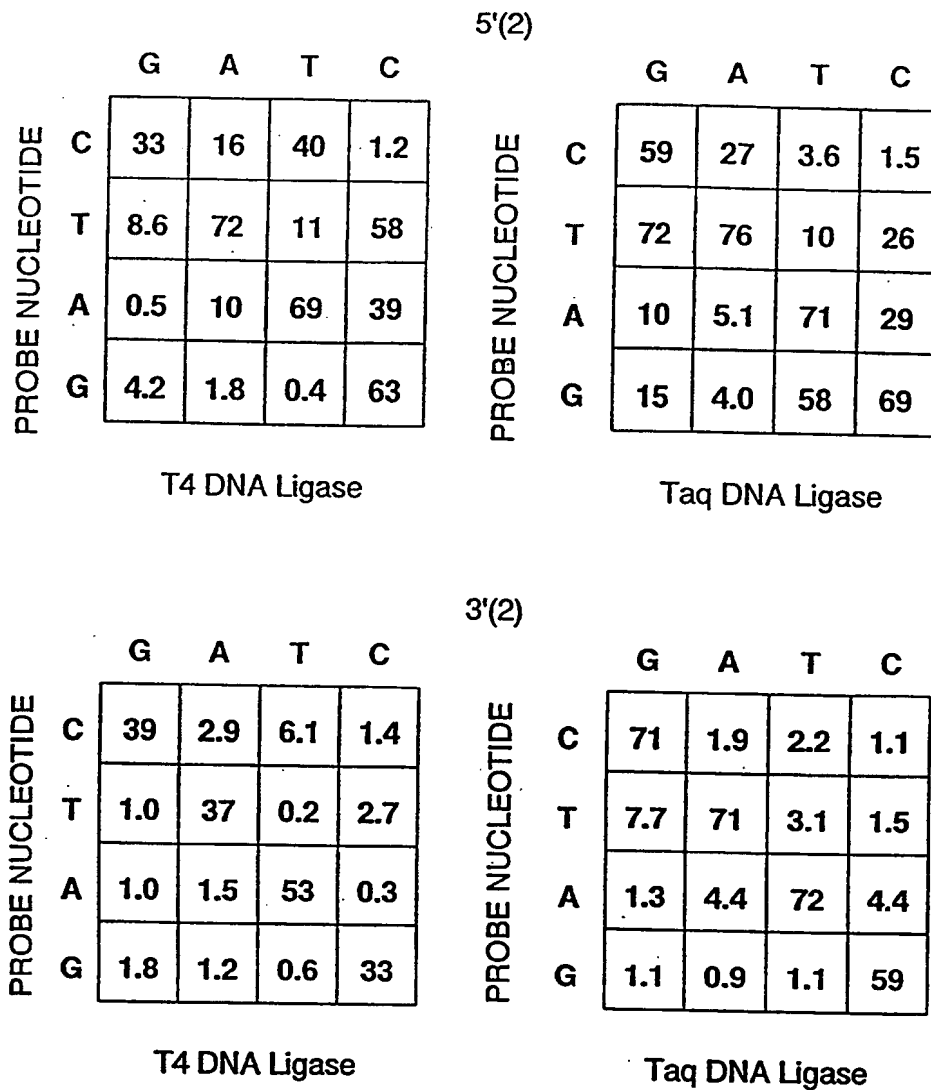 5'(2)
G A T C
PROBE NUCLEOTIDE
C 33 16 40 1.2
T 8.6 72 11 58
A 0.5 10 69 39
G 4.2 1.8 0.4 63
T4 DNA Ligase
G A T C
PROBE NUCLEOTIDE
C 59 27 3.6 1.5
T 72 76 10 26
A 10 5.1 71 29
G 15 4.0 58 69
Taq DNA Ligase
3'(2)
G A T C
PROBE NUCLEOTIDE
C 39 2.9 6.1 1.4
T 1.0 37 0.2 2.7
A 1.0 1.5 53 0.3
G 1.8 1.2 0.6 33
T4 DNA Ligase
G A T C
PROBE NUCLEOTIDE
C 71 1.9 2.2 1.1
T 7.7 71 3.1 1.5
A 1.3 4.4 72 4.4
G 1.1 0.9 1.1 59
Taq DNA Ligase